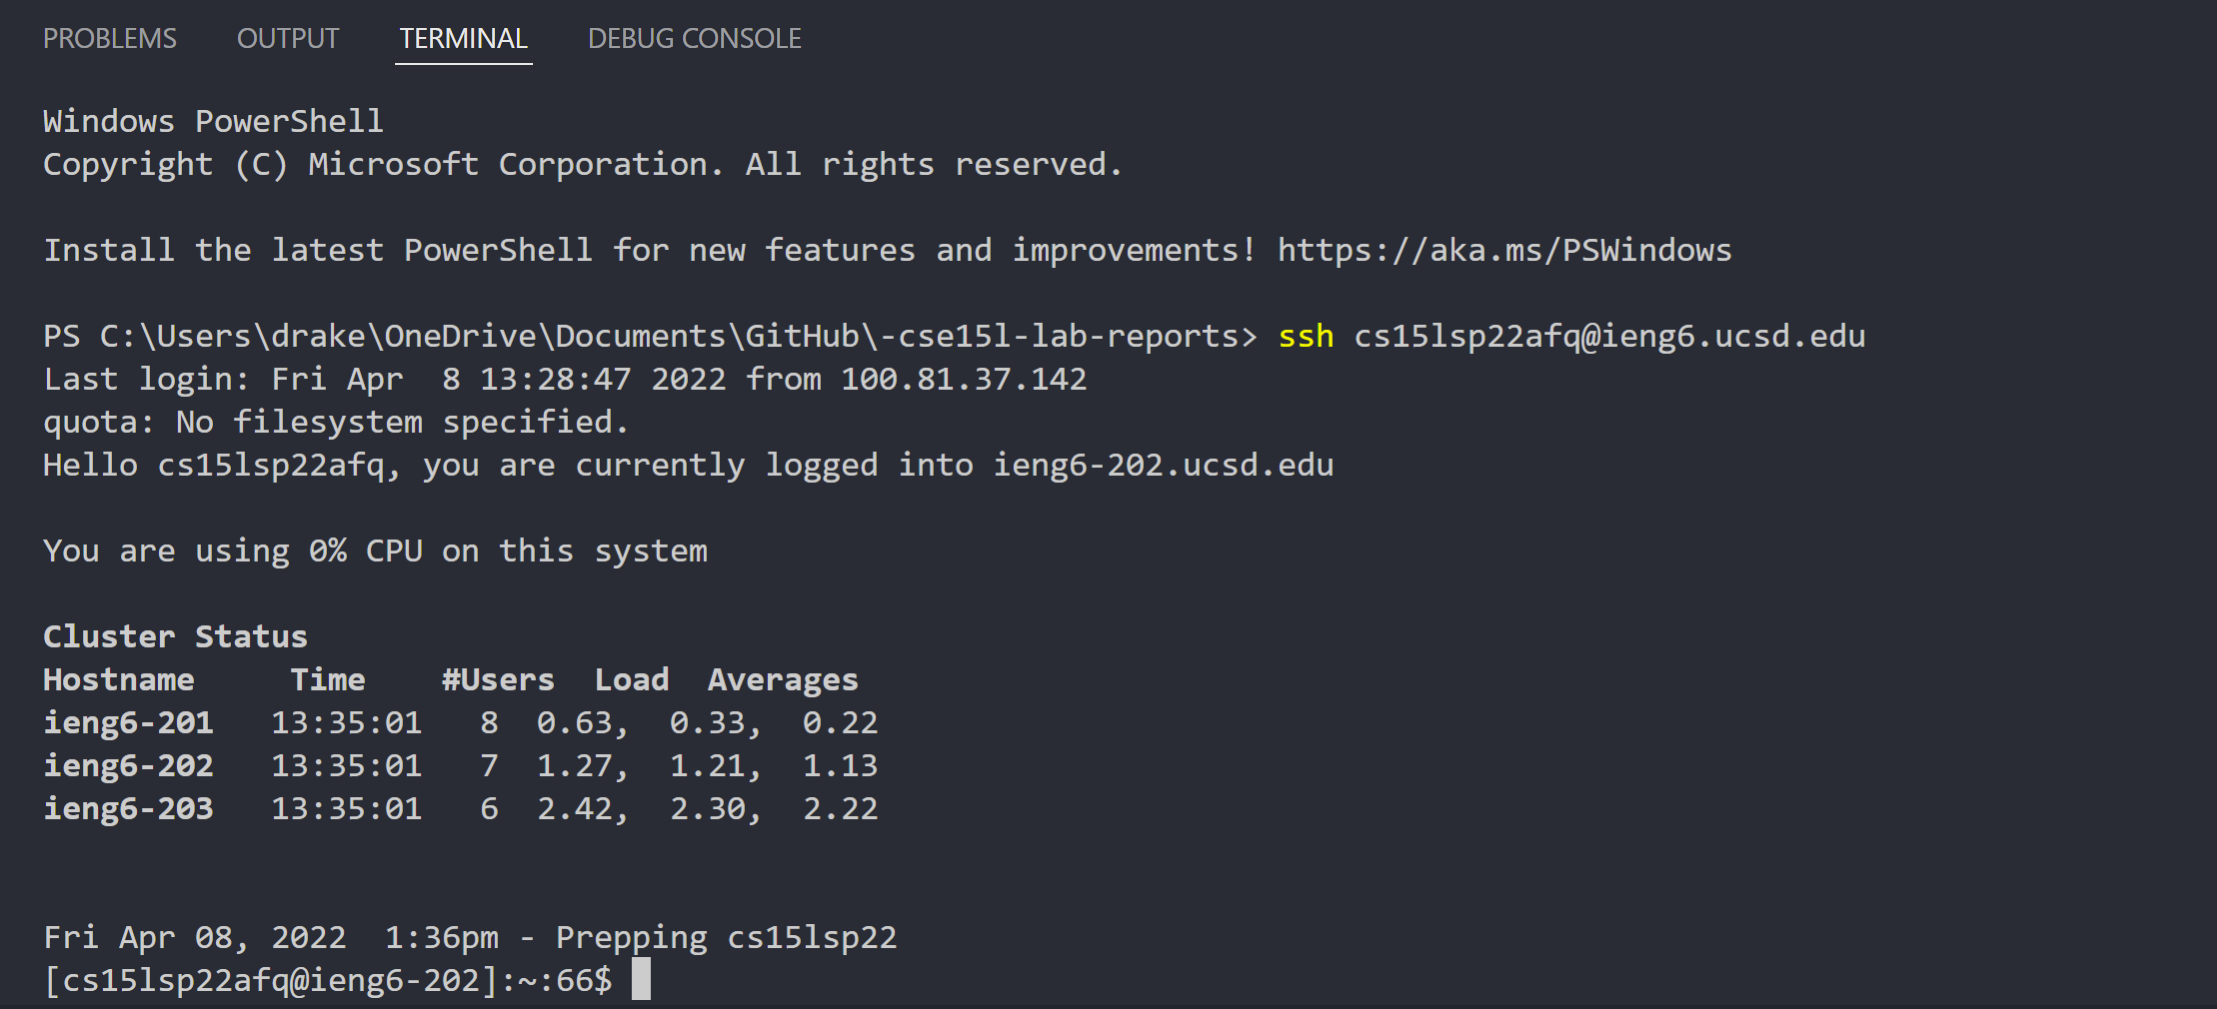 PROBLEMS OUTPUT TERMINAL DEBUG CONSOLE
Windows PowerShell
Copyright (C) Microsoft Corporation. All rights reserved.
Install the latest PowerShell for new features and improvements! https://aka.ms/PSWindows
PS C:\Users\drake\OneDrive\Documents\GitHub\-cse15l-lab-reports> ssh cs15lsp22afq@ieng6.ucsd.edu
Last login: Fri Apr  8 13:28:47 2022 from 100.81.37.142
quota: No filesystem specified.
Hello cs15lsp22afq, you are currently logged into ieng6-202.ucsd.edu
You are using 0% CPU on this system
Cluster Status
Hostname     Time    #Users  Load  Averages
ieng6-201   13:35:01   8  0.63,  0.33,  0.22
ieng6-202   13:35:01   7  1.27,  1.21,  1.13
ieng6-203   13:35:01   6  2.42,  2.30,  2.22
Fri Apr 08, 2022  1:36pm - Prepping cs15lsp22
[cs15lsp22afq@ieng6-202]:~:66$